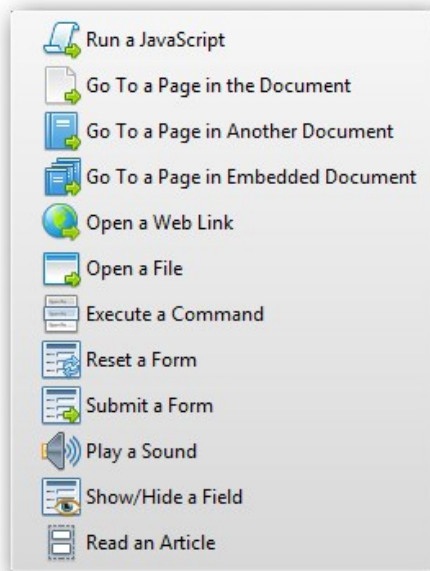 Run a JavaScript
Go To a Page in the Document
Go To a Page in Another Document
Go To a Page in Embedded Document
Open a Web Link
Open a File
Execute a Command
Reset a Form
Submit a Form
Play a Sound
Show/Hide a Field
Read an Article